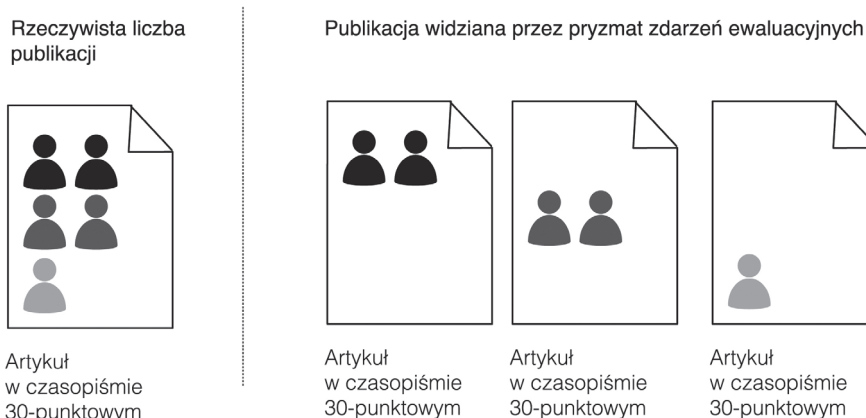 Rzeczywista liczba
publikacji
Publikacja widziana przez pryzmat zdarzeń ewaluacyjnych
Artykuł
w czasopiśmie
30-punktowym
Artykuł
w czasopiśmie
30-punktowym
Artykuł
w czasopiśmie
30-punktowym
Artykuł
w czasopiśmie
30-punktowym